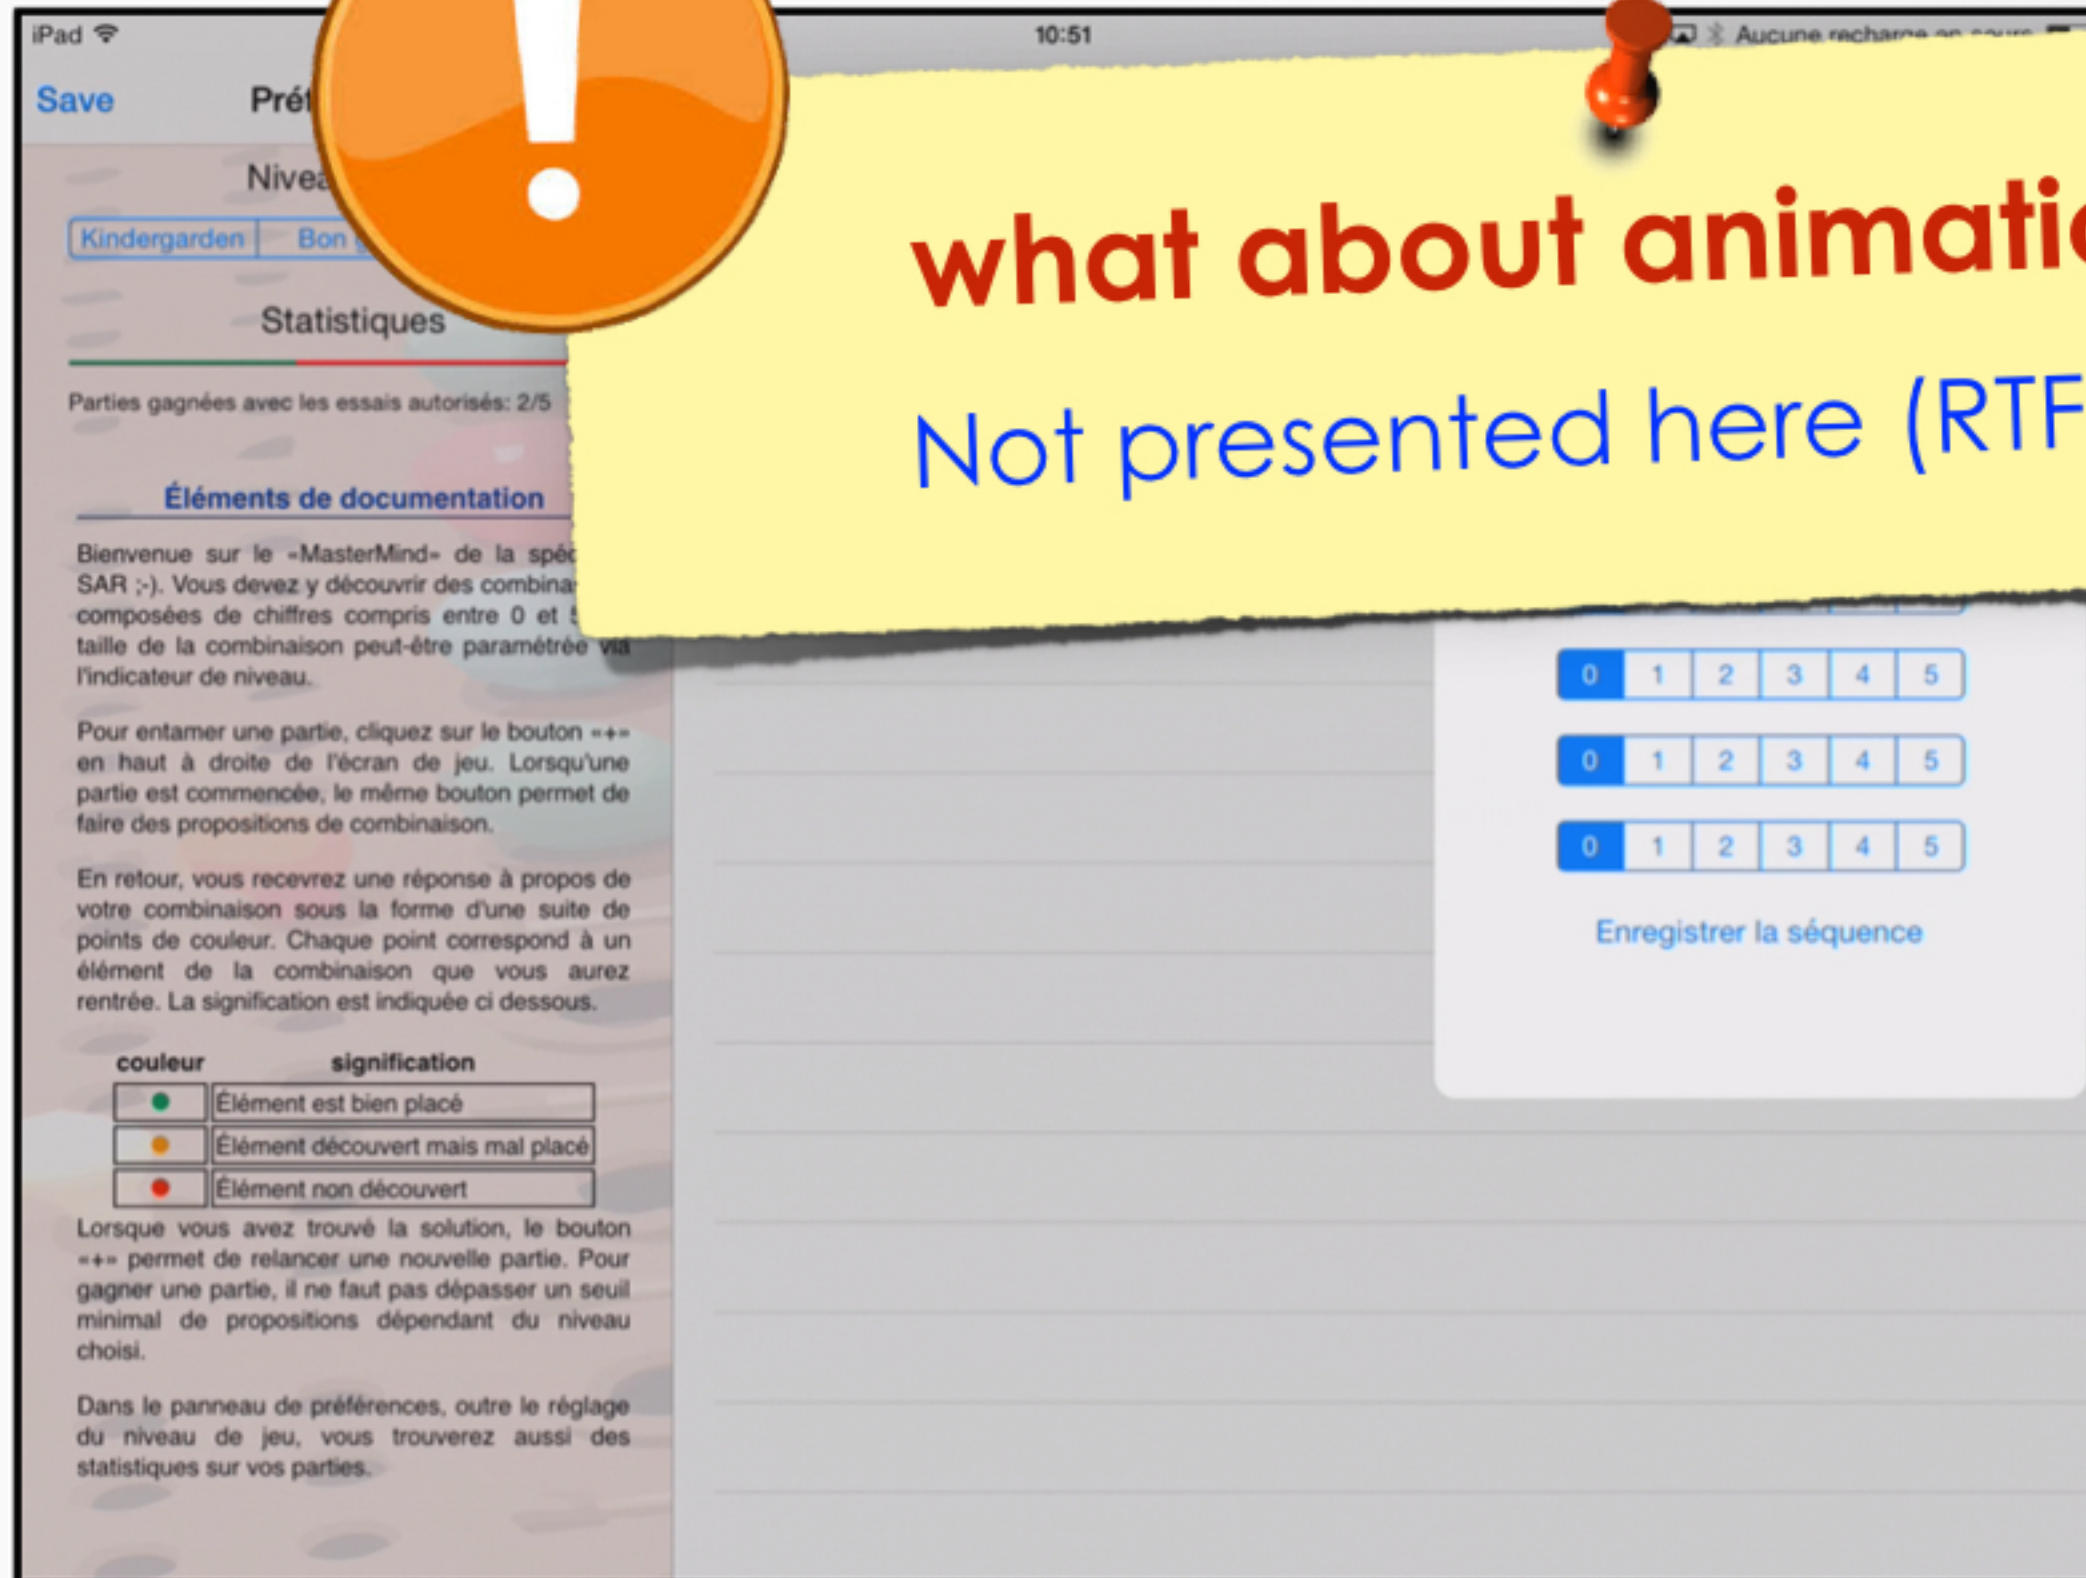 iPad 10:51 Aucune recharge en cours
Save
Kindergarden Bon
Statistiques
Parties gagnées avec les essais autorisés: 2/5
what about
Not presented here
Éléments de documentation
Bienvenue sur le «MasterMind» de la
SAR ;-). Vous devez y découvrir des
composées de chiffres compris entre 0 et
taille de la combinaison peut-être paramétrée via
l'indicateur de niveau.
Pour entamer une partie, cliquez sur le bouton «+»
en haut à droite de l'écran de jeu. Lorsqu'une
partie est commencée, le même bouton permet de
faire des propositions de combinaison.
En retour, vous recevrez une réponse à propos de
votre combinaison sous la forme d'une suite de
points de couleur. Chaque point correspond à un
élément de la combinaison que vous aurez
rentrée. La signification est indiquée ci dessous.
couleur signification
Élément est bien placé
Élément découvert mais mal placé
Élément non découvert
Lorsque vous avez trouvé la solution, le bouton
«+» permet de relancer une nouvelle partie. Pour
gagner une partie, il ne faut pas dépasser un seuil
minimal de propositions dépendant du niveau
choisi.
Dans le panneau de préférences, outre le réglage
du niveau de jeu, vous trouverez aussi des
statistiques sur vos parties.
0 1 2 3 4 5
0 1 2 3 4 5
0 1 2 3 4 5
Enregistrer la séquence